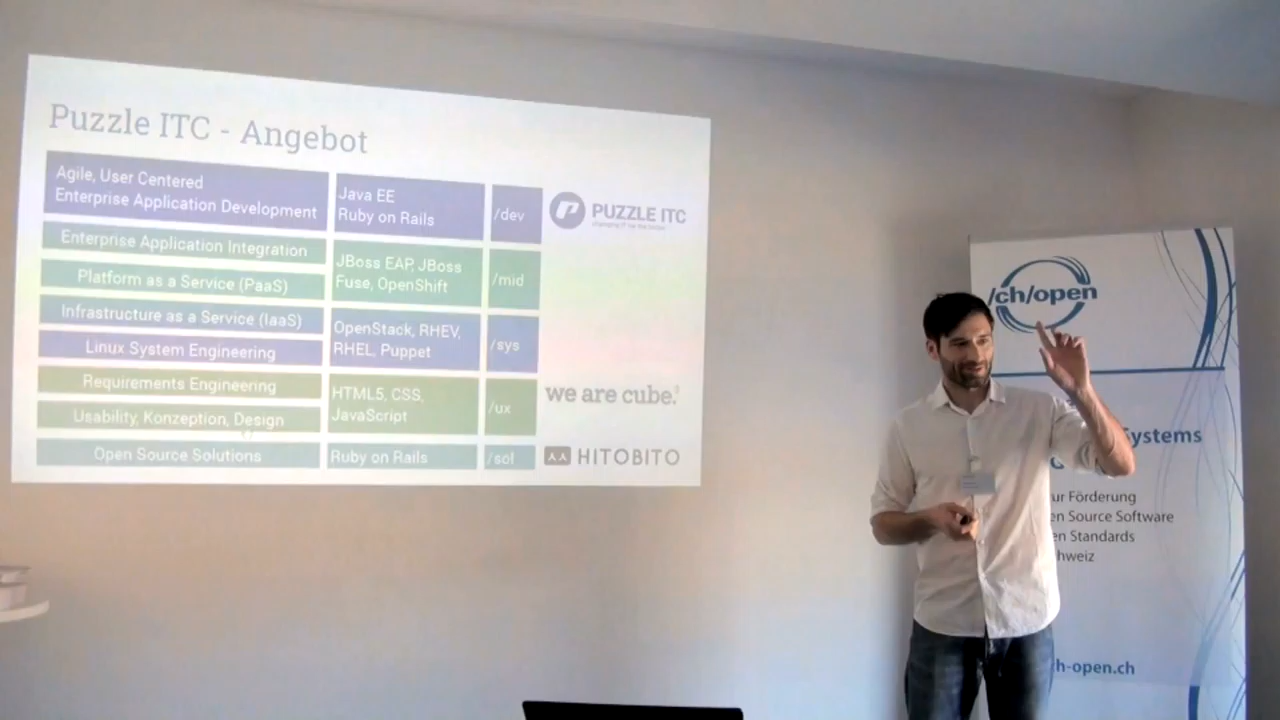 Puzzle ITC - Angebot
Agile, User Centered
Enterprise Application Development
Java EE
Ruby on Rails
/dev
PUZZLE ITC
Enterprise Application Integration
Platform as a Service (PaaS)
JBoss EAP, JBoss
Fuse, OpenShift
/mid
Infrastructure as a Service (IaaS)
Linux System Engineering
OpenStack, RHEV,
RHEL, Puppet
/sys
Requirements Engineering
Usability, Konzeption, Design
HTML5, CSS,
JavaScript
/ux
we are cube.
Open Source Solutions
Ruby on Rails
/sol
HITOBITO
/ch/open
Systems
ur Förderung
en Source Software
en Standards
hweiz
h-open.ch